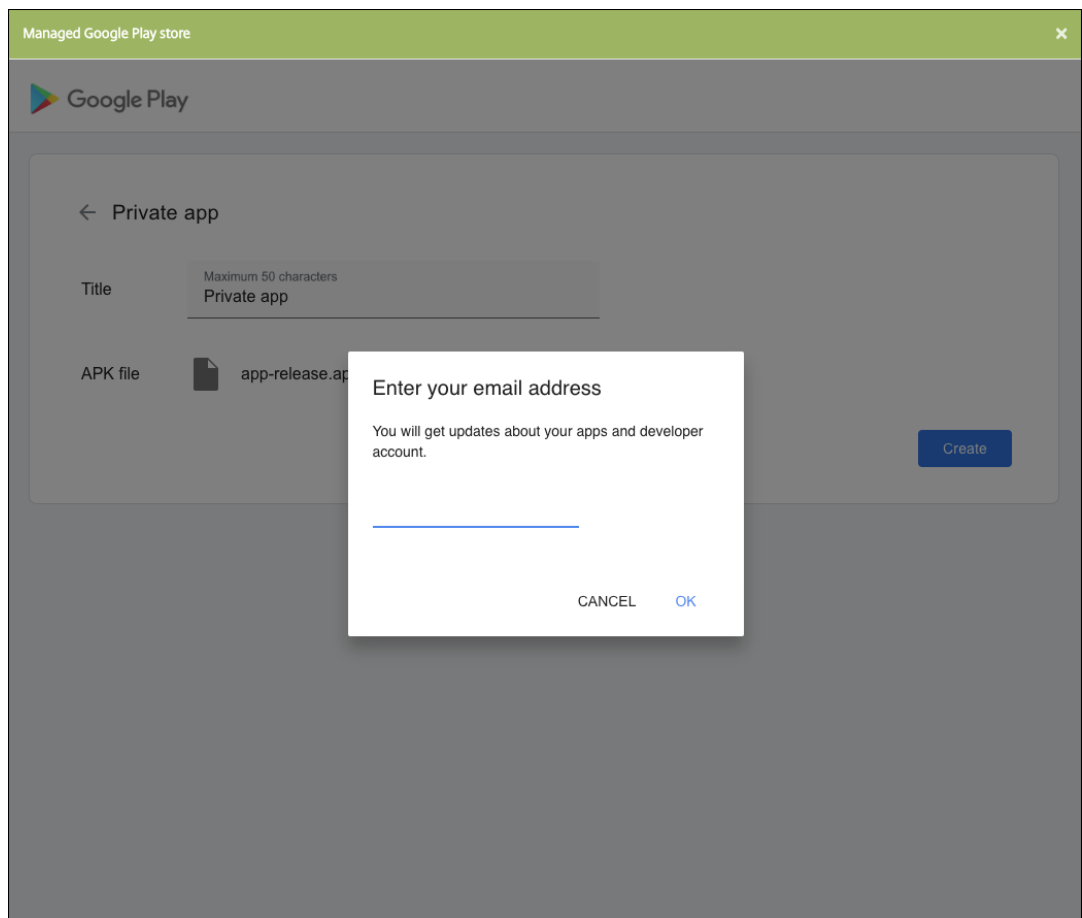 Managed Google Play store ×
Google Play
← Private app
Title
Maximum 50 characters
Private app
APK file
app-release.ap
Enter your email address
You will get updates about your apps and developer
account.
Create
CANCEL OK